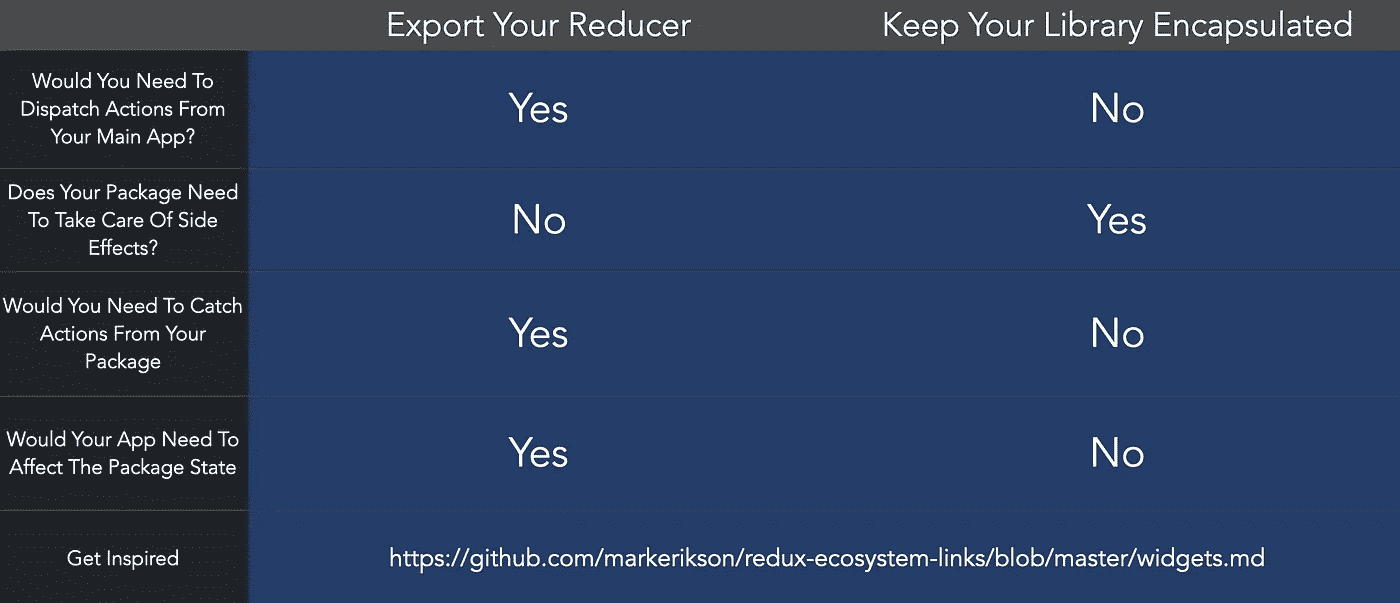 Export Your Reducer
Keep Your Library Encapsulated
Would You Need To
Dispatch Actions From
Your Main App?
Yes
No
Does Your Package Need
To Take Care Of Side
Effects?
No
Yes
Would You Need To Catch
Actions From Your
Package
Yes
No
Would Your App Need To
Affect The Package State
Yes
No
Get Inspired
https://github.com/markerikson/redux-ecosystem-links/blob/master/widgets.md